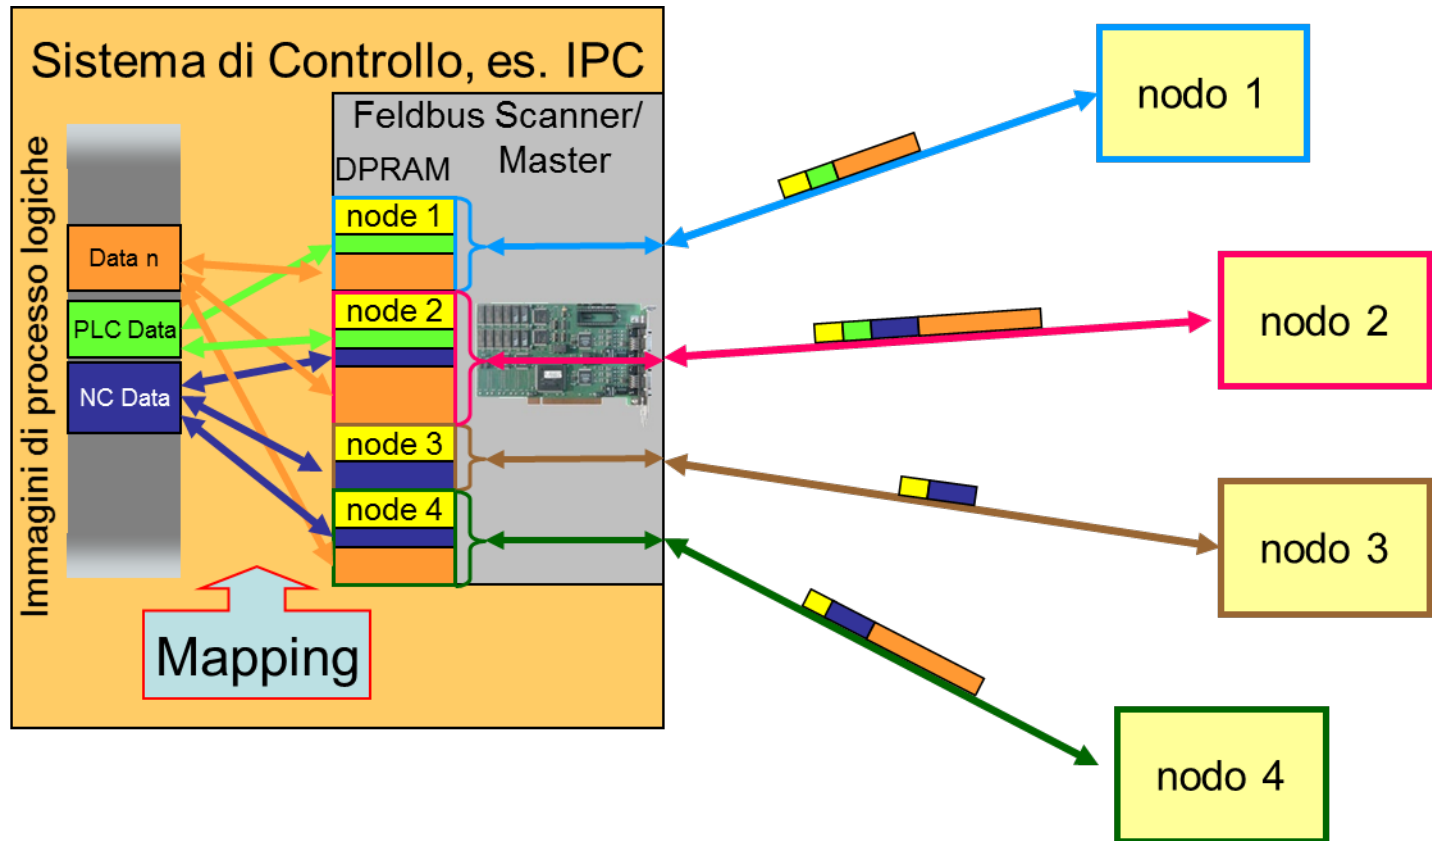 Sistema di Controllo, es. IPC
Immagini di processo logiche
Feldbus Scanner/
Master
DPRAM
Data n
PLC Data
NC Data
node 1
node 2
node 3
node 4
Mapping
nodo 1
nodo 2
nodo 3
nodo 4